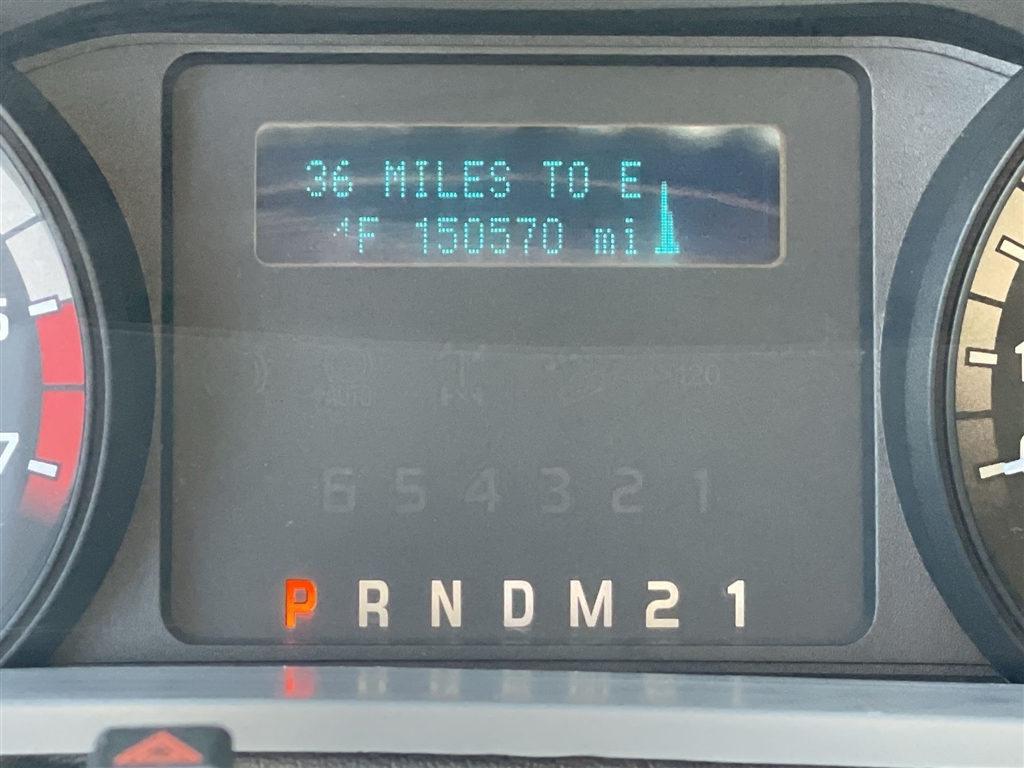 36 MILES TO E
°F 150570 mi
AUTO
>120
6 5 4 3 2 1
P R N D M 2 1